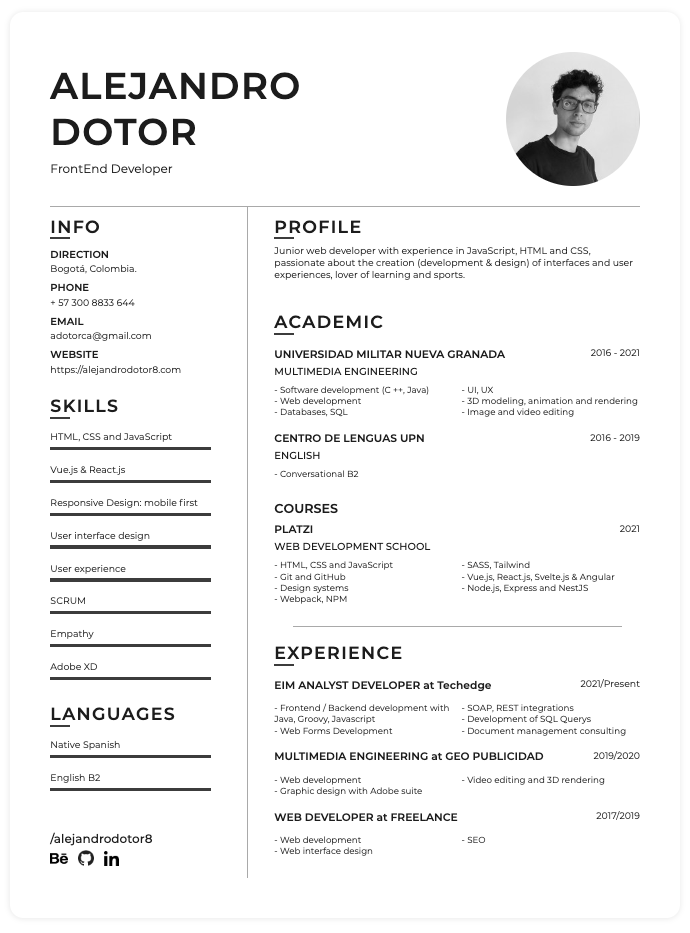 ALEJANDRO
DOTOR
FrontEnd Developer
INFO
DIRECTION
Bogotá, Colombia.
PHONE
+ 57 300 8833 644
EMAIL
adotorca@gmail.com
WEBSITE
https://alejandrodotor8.com
SKILLS
HTML, CSS and JavaScript
Vue.js & React.js
Responsive Design: mobile first
User interface design
User experience
SCRUM
Empathy
Adobe XD
LANGUAGES
Native Spanish
English B2
/alejandrodotor8
Bē
in
PROFILE
Junior web developer with experience in JavaScript, HTML and CSS,
passionate about the creation (development & design) of interfaces and user
experiences, lover of learning and sports.
ACADEMIC
UNIVERSIDAD MILITAR NUEVA GRANADA 2016 - 2021
MULTIMEDIA ENGINEERING
- Software development (C ++, Java)
- Web development
- Databases, SQL
- UI, UX
- 3D modeling, animation and rendering
- Image and video editing
CENTRO DE LENGUAS UPN 2016 - 2019
ENGLISH
- Conversational B2
COURSES
PLATZI 2021
WEB DEVELOPMENT SCHOOL
- HTML, CSS and JavaScript
- Git and GitHub
- Design systems
- Webpack, NPM
- SASS, Tailwind
- Vue.js, React.js, Svelte.js & Angular
- Node.js, Express and NestJS
EXPERIENCE
EIM ANALYST DEVELOPER at Techedge 2021/Present
- Frontend / Backend development with
Java, Groovy, Javascript
- Web Forms Development
- SOAP, REST integrations
- Development of SQL Querys
- Document management consulting
MULTIMEDIA ENGINEERING at GEO PUBLICIDAD 2019/2020
- Web development
- Graphic design with Adobe suite
- Video editing and 3D rendering
WEB DEVELOPER at FREELANCE 2017/2019
- Web development
- Web interface design
- SEO